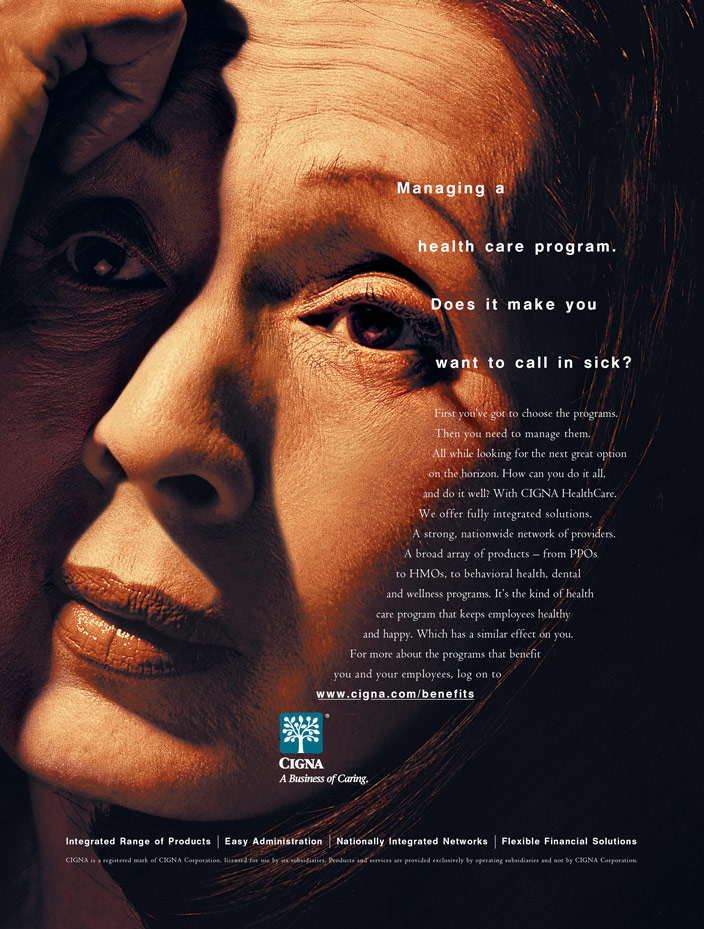 Managing a
health care program.
Does it make you
want to call in sick?
First you've got to choose the programs.
Then you need to manage them.
All while looking for the next great option
on the horizon. How can you do it all,
and do it well? With CIGNA HealthCare.
We offer fully integrated solutions.
A strong, nationwide network of providers.
A broad array of products – from PPOs
to HMOs, to behavioral health, dental
and wellness programs. It's the kind of health
care program that keeps employees healthy
and happy. Which has a similar effect on you.
For more about the programs that benefit
you and your employees, log on to
www.cigna.com/benefits
®
CIGNA
A Business of Caring.
Integrated Range of Products | Easy Administration | Nationally Integrated Networks | Flexible Financial Solutions
CIGNA is a registered mark of CIGNA Corporation, licensed for use by its subsidiaries. Products and services are provided exclusively by operating subsidiaries and not by CIGNA Corporation.